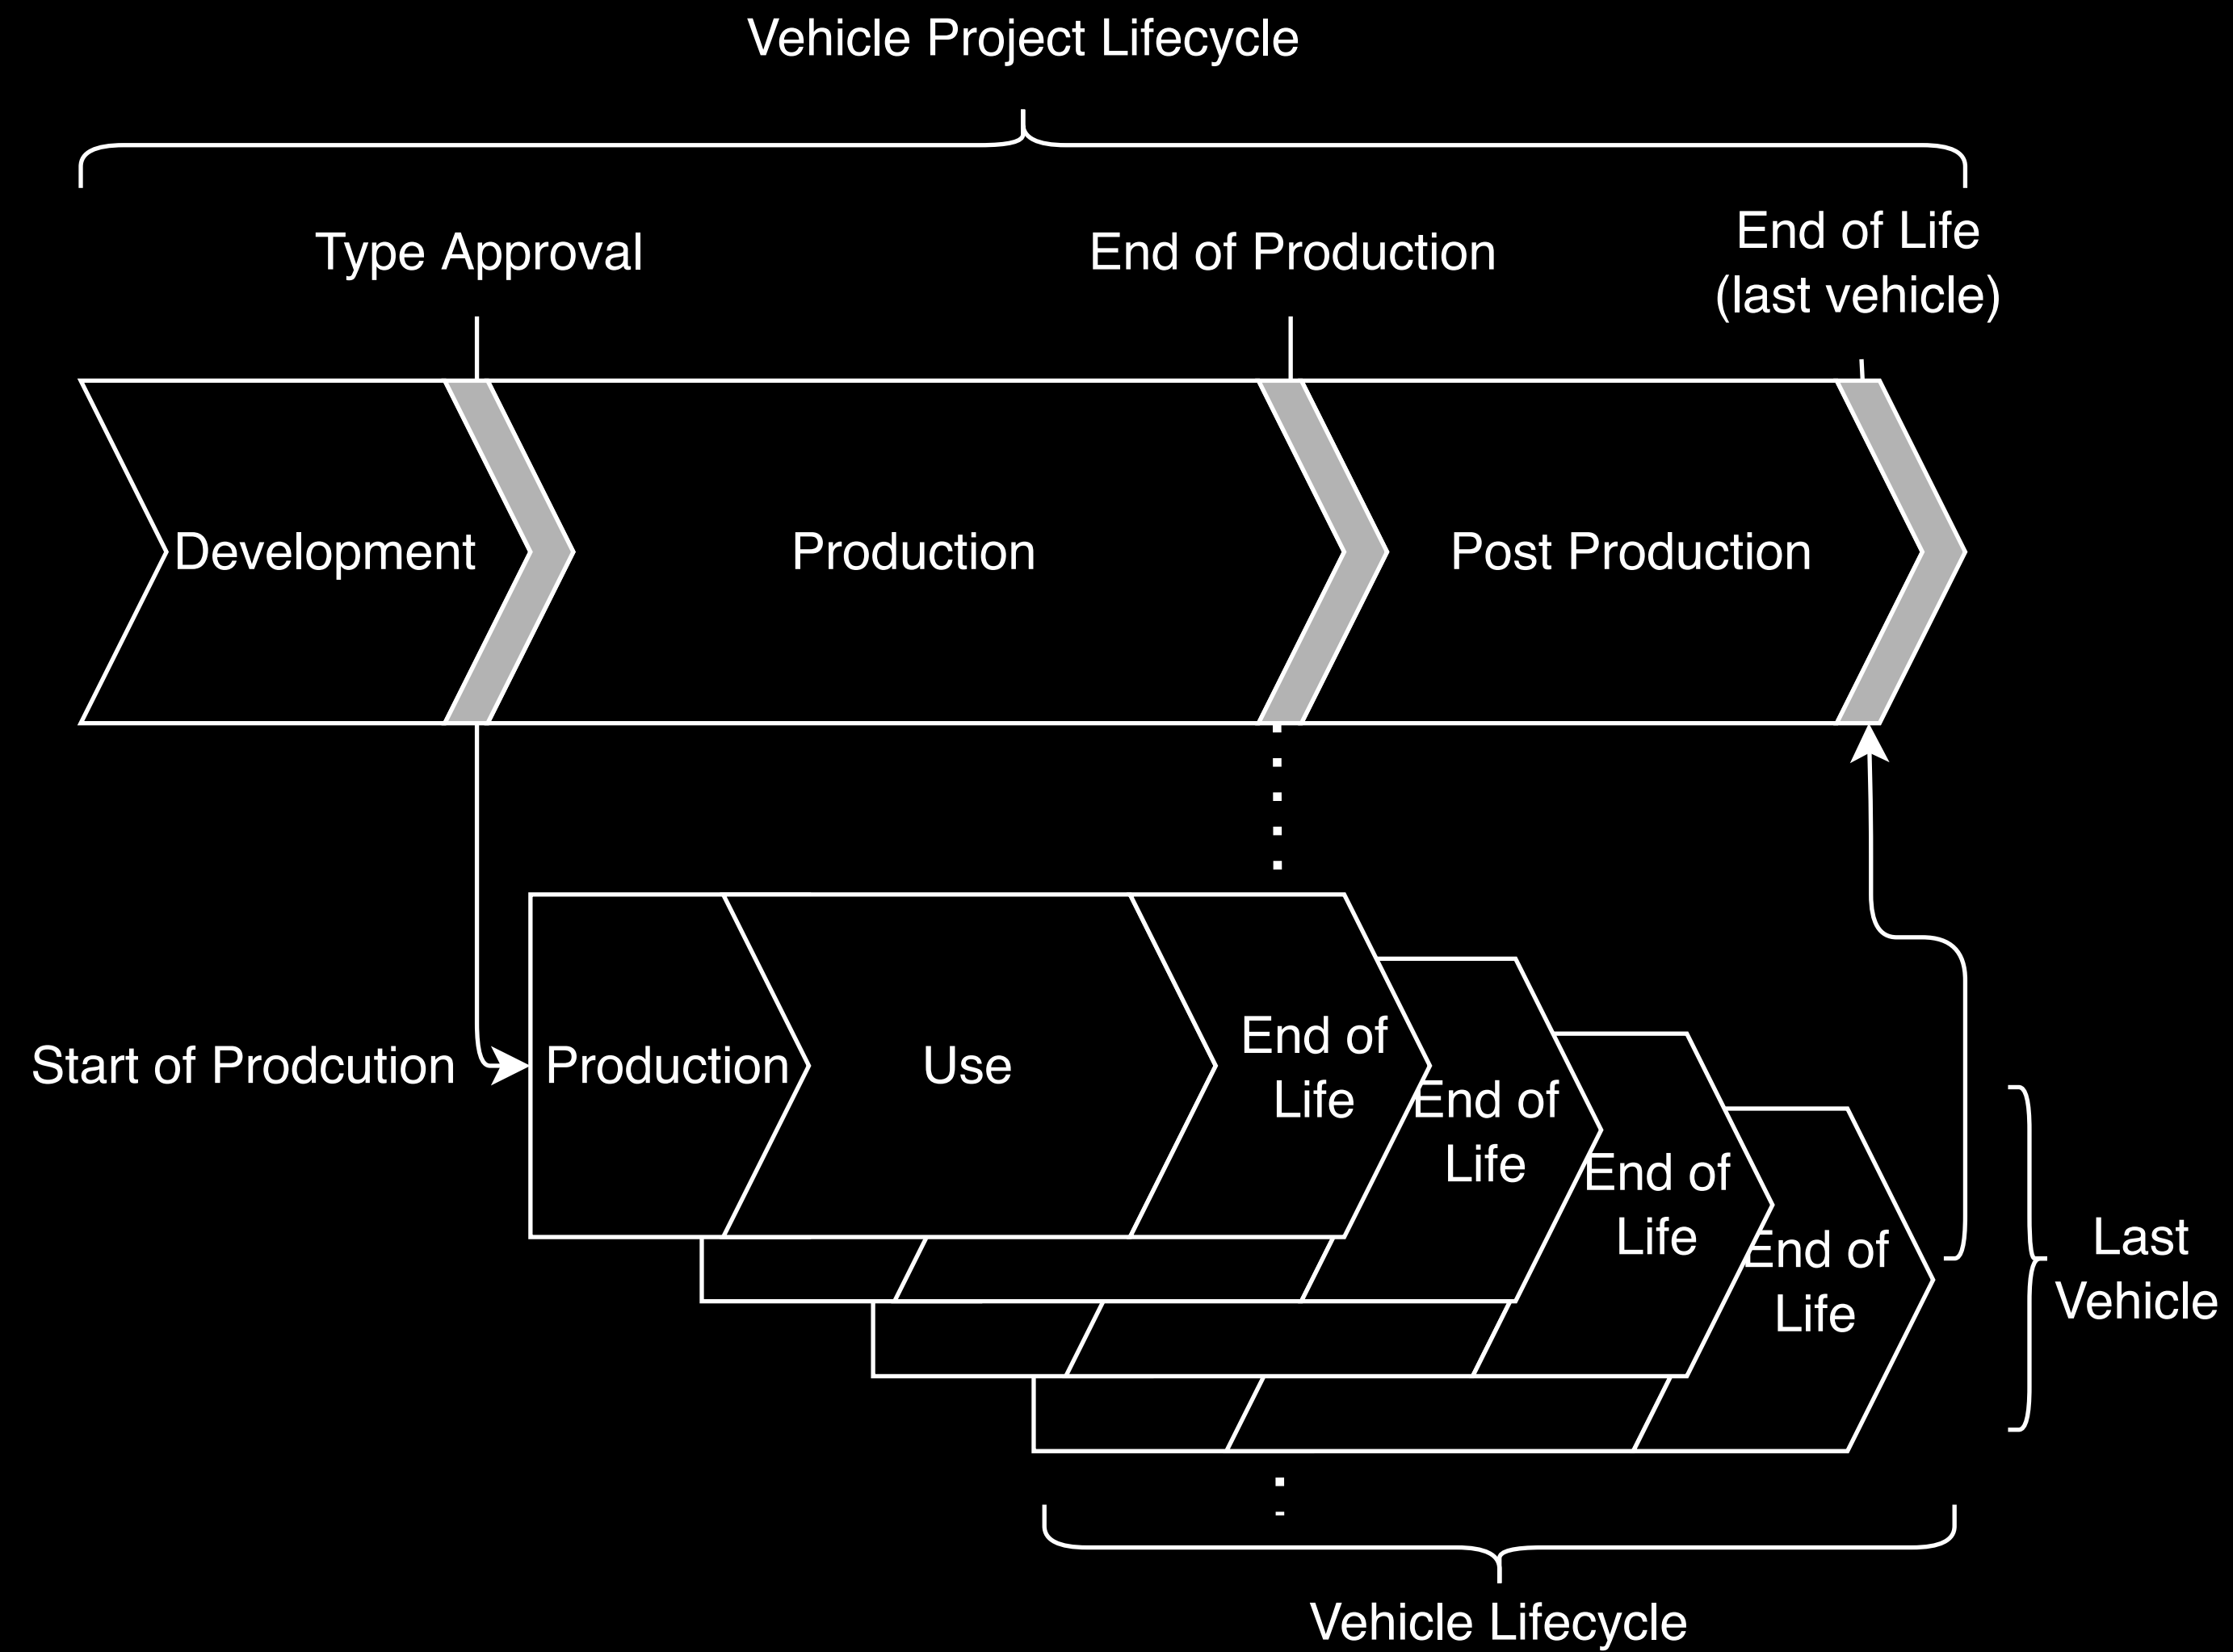 Vehicle Project Lifecycle
Type Approval
End of Production
End of Life
(last vehicle)
Development
Production
Post Production
Start of Prodcution
Production
Use
End of
Life
End of
Life
End of
Life
End of
Life
Last
Vehicle
Vehicle Lifecycle